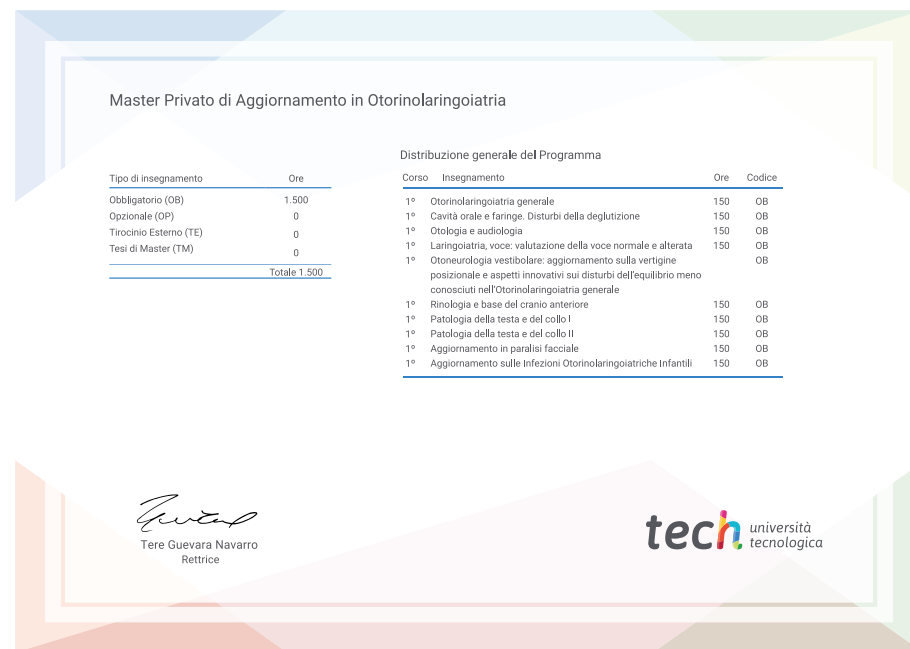 Master Privato di Aggiornamento in Otorinolaringoiatria
Tipo di insegnamento Ore
Obbligatorio (OB) 1.500
Opzionale (OP) 0
Tirocinio Esterno (TE) 0
Tesi di Master (TM) 0
Totale 1.500
Distribuzione generale del Programma
Corso Insegnamento Ore Codice
1º Otorinolaringoiatria generale 150 OB
1º Cavità orale e faringe. Disturbi della deglutizione 150 OB
1º Otologia e audiologia 150 OB
1º Laringoiatria, voce: valutazione della voce normale e alterata 150 OB
1º Otoneurologia vestibolare: aggiornamento sulla vertigine OB
posizionale e aspetti innovativi sui disturbi dell'equilibrio meno
conosciuti nell'Otorinolaringoiatria generale
1º Rinologia e base del cranio anteriore 150 OB
1º Patologia della testa e del collo I 150 OB
1º Patologia della testa e del collo II 150 OB
1º Aggiornamento in paralisi facciale 150 OB
1º Aggiornamento sulle Infezioni Otorinolaringoiatriche Infantili 150 OB
Tere Guevara Navarro
Rettrice
tech università
tecnologica